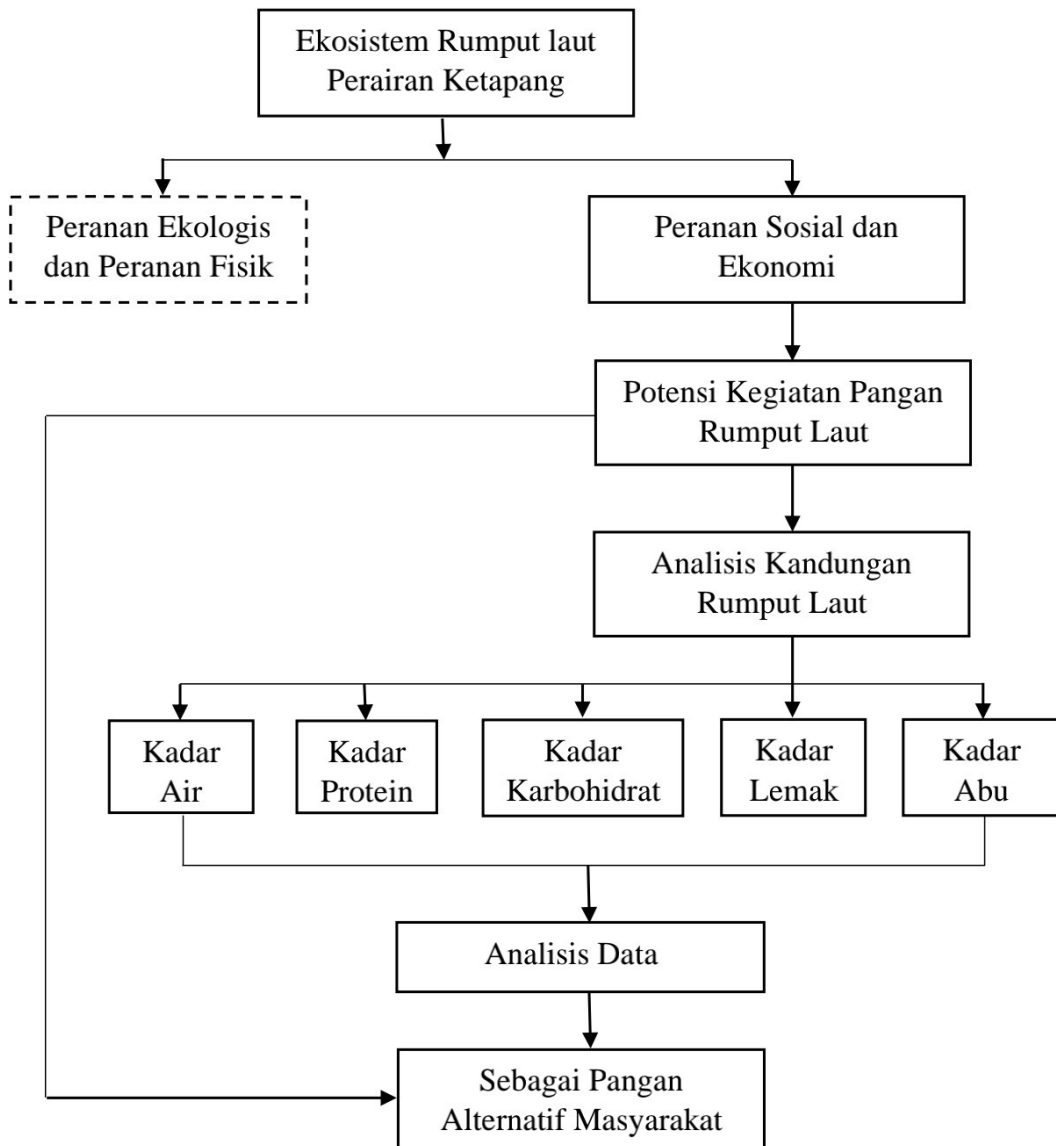 Ekosistem Rumput laut
Perairan Ketapang
Peranan Ekologis
dan Peranan Fisik
Peranan Sosial dan
Ekonomi
Potensi Kegiatan Pangan
Rumput Laut
Analisis Kandungan
Rumput Laut
Kadar
Air
Kadar
Protein
Kadar
Karbohidrat
Kadar
Lemak
Kadar
Abu
Analisis Data
Sebagai Pangan
Alternatif Masyarakat